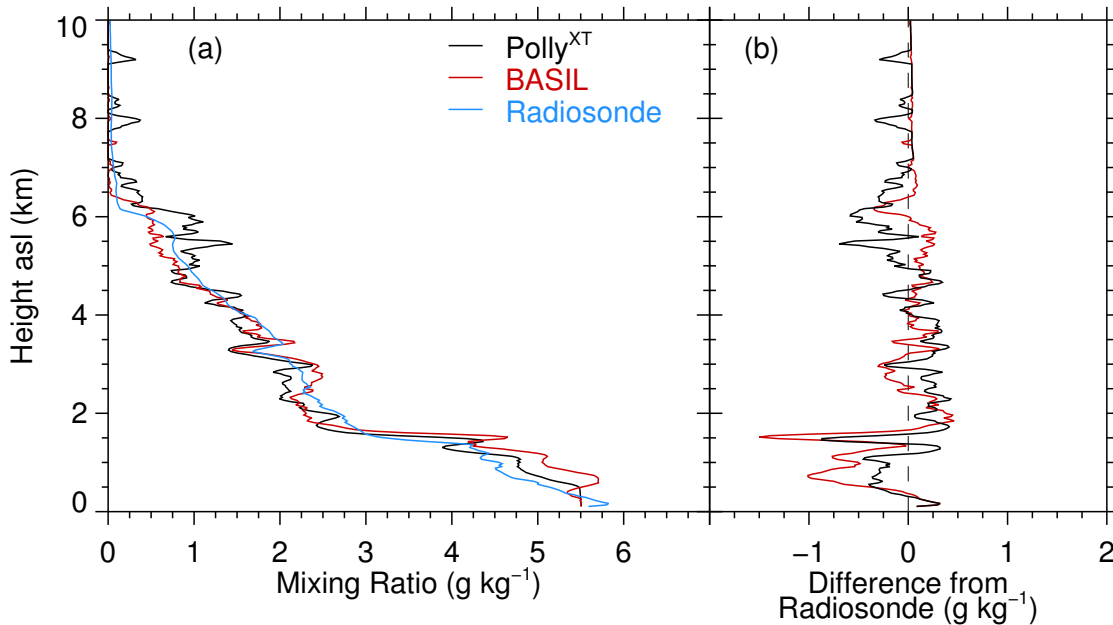 (a)
Polly^XT
BASIL
Radiosonde
(b)
10
8
6
4
2
0
Height asl (km)
0 1 2 3 4 5 6
Mixing Ratio (g kg⁻¹)
−1 0 1 2
Difference from
Radiosonde (g kg⁻¹)